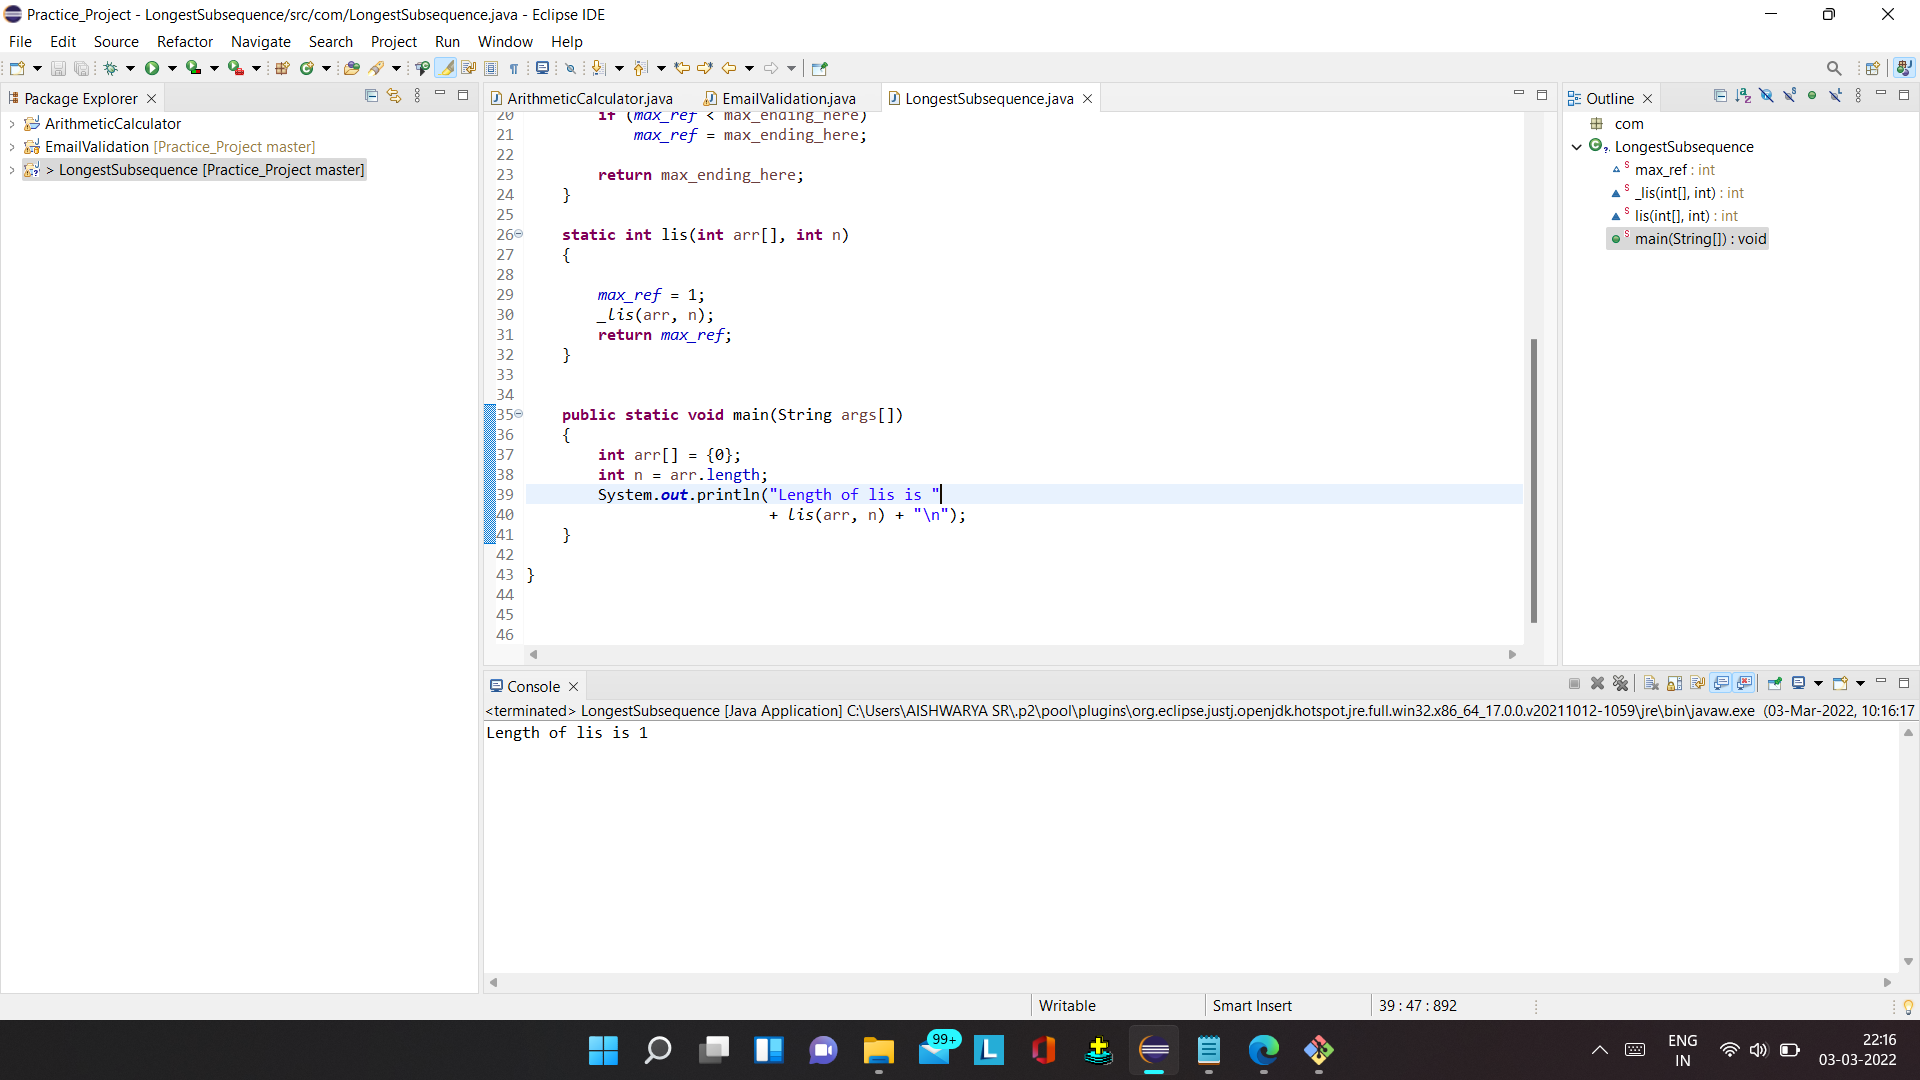 Practice_Project - LongestSubsequence/src/com/LongestSubsequence.java - Eclipse IDE
File Edit Source Refactor Navigate Search Project Run Window Help
Package Explorer
ArithmeticCalculator
EmailValidation [Practice_Project master]
> LongestSubsequence [Practice_Project master]
ArithmeticCalculator.java EmailValidation.java LongestSubsequence.java
20 if (max_ref < max_ending_here)
21 max_ref = max_ending_here;
22
23 return max_ending_here;
24 }
25
26 static int lis(int arr[], int n)
27 {
28
29 max_ref = 1;
30 _lis(arr, n);
31 return max_ref;
32 }
33
34
35 public static void main(String args[])
36 {
37 int arr[] = {0};
38 int n = arr.length;
39 System.out.println("Length of lis is "
40 + lis(arr, n) + "\n");
41 }
42
43 }
44
45
46
Outline
com
LongestSubsequence
max_ref : int
_lis(int[], int) : int
lis(int[], int) : int
main(String[]) : void
Console
<terminated> LongestSubsequence [Java Application] C:\Users\AISHWARYA SR\.p2\pool\plugins\org.eclipse.justj.openjdk.hotspot.jre.full.win32.x86_64_17.0.0.v20211012-1059\jre\bin\javaw.exe (03-Mar-2022, 10:16:17
Length of lis is 1
Writable Smart Insert 39 : 47 : 892
99+
ENG
IN
22:16
03-03-2022